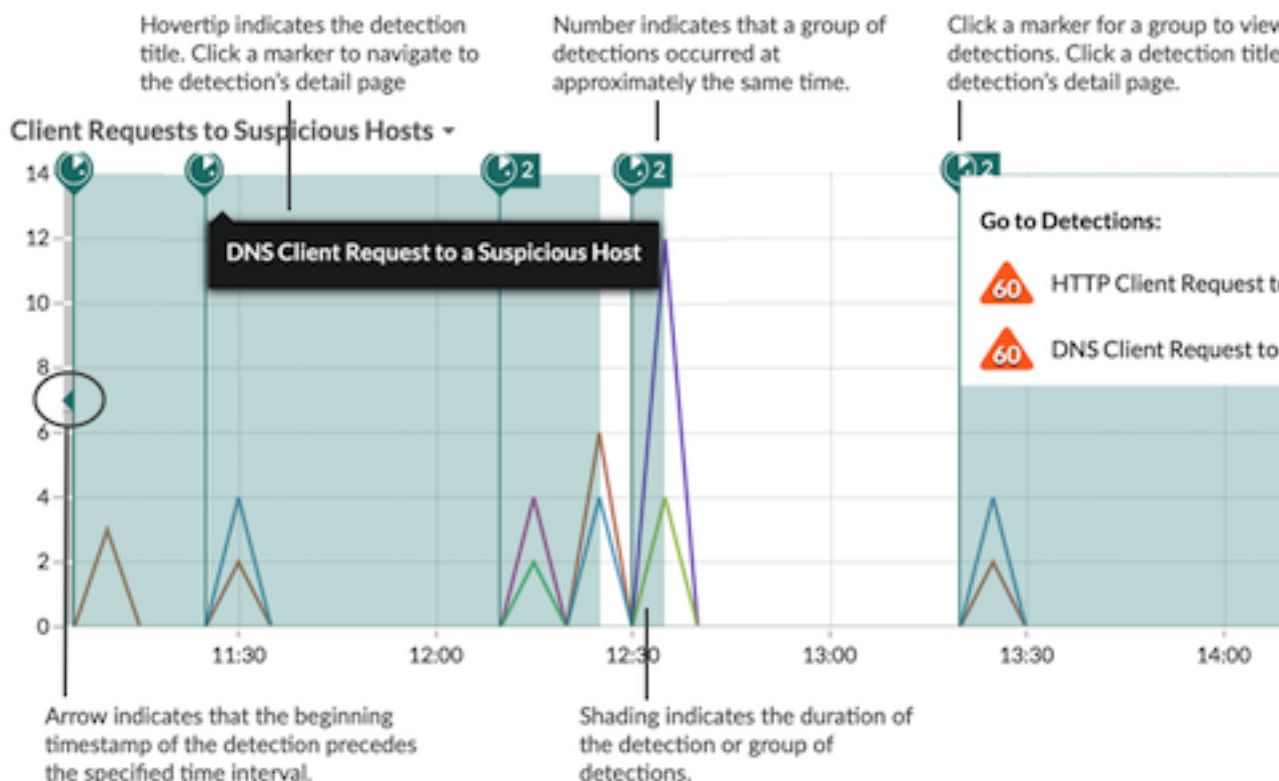 Hovertip indicates the detection
title. Click a marker to navigate to
the detection's detail page
Number indicates that a group of
detections occurred at
approximately the same time.
Click a marker for a group to view
detections. Click a detection title
detection's detail page.
Client Requests to Suspicious Hosts
14
12
10
8
6
4
2
0
2
2
2
DNS Client Request to a Suspicious Host
Go to Detections:
60 HTTP Client Request to
60 DNS Client Request to
11:30 12:00 12:30 13:00 13:30 14:00
Arrow indicates that the beginning
timestamp of the detection precedes
the specified time interval.
Shading indicates the duration of
the detection or group of
detections.